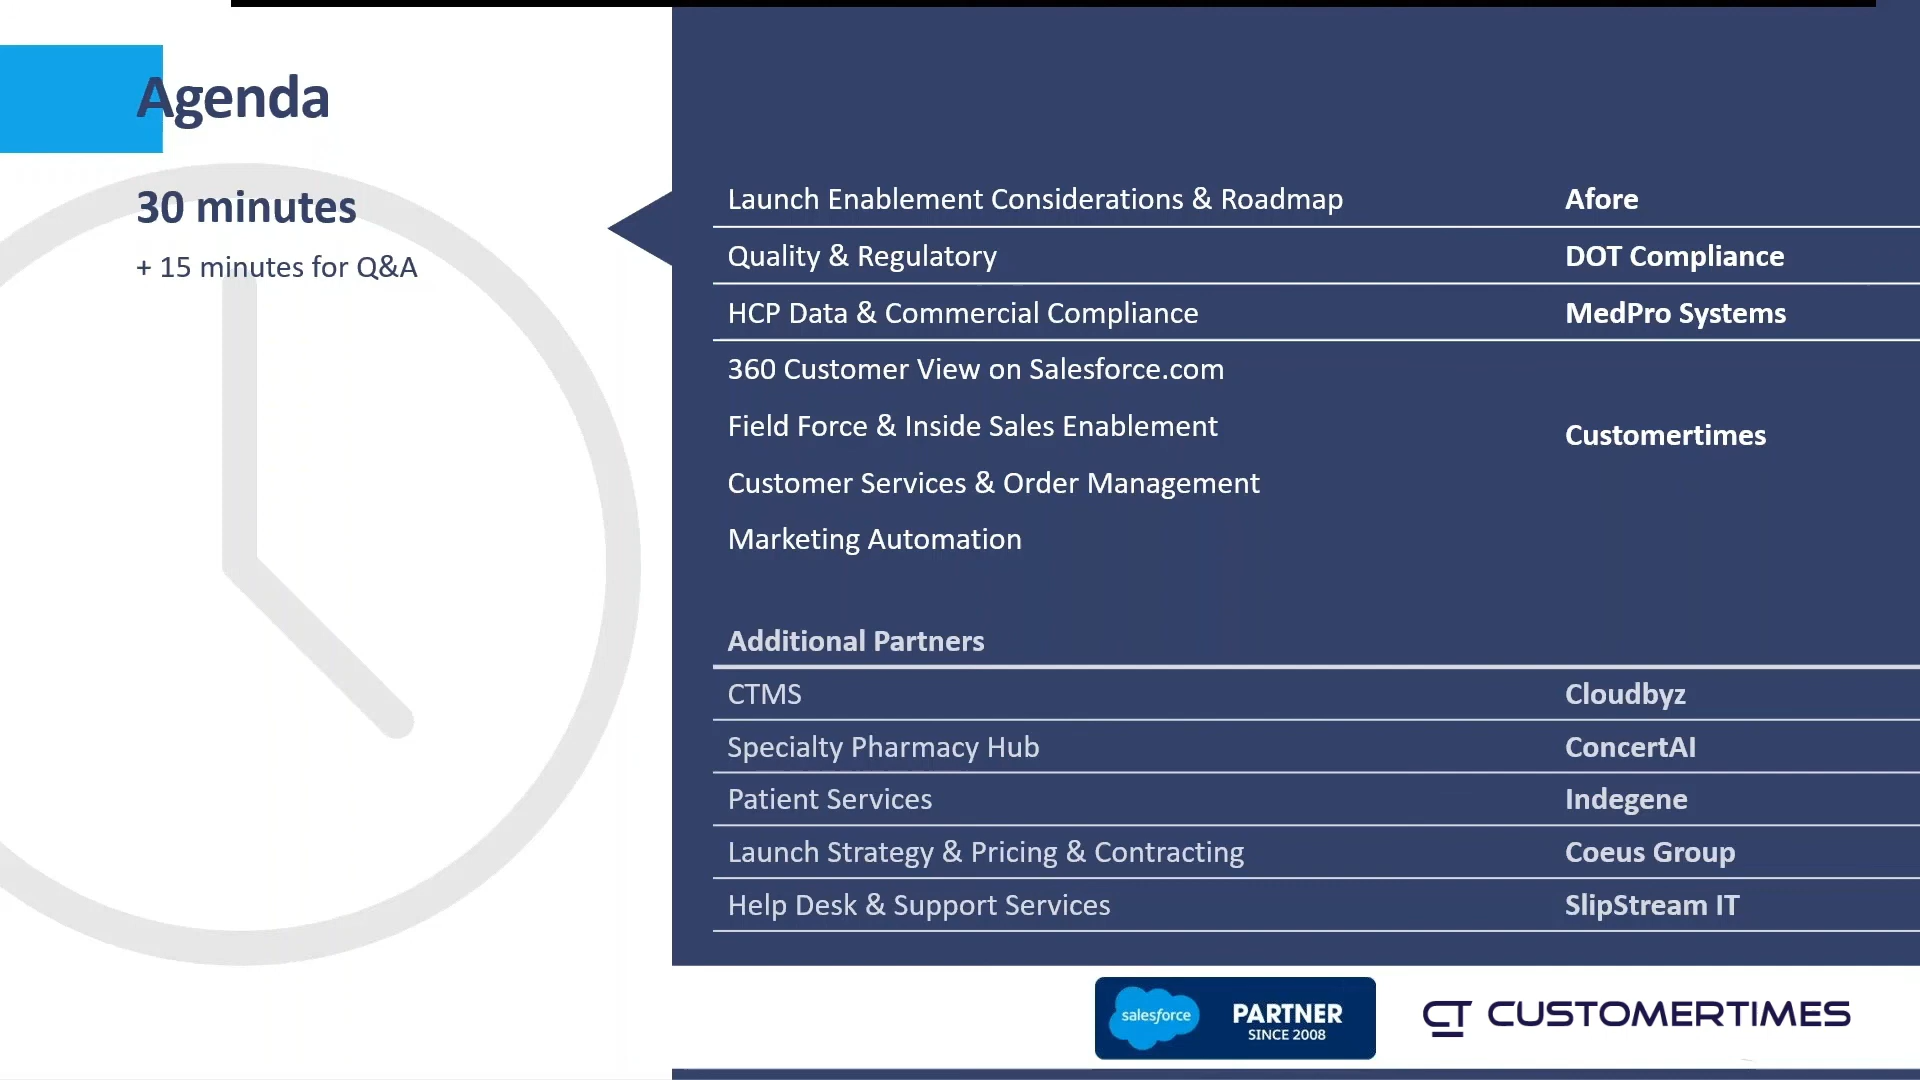 Agenda
30 minutes
+ 15 minutes for Q&A
Launch Enablement Considerations & Roadmap Afore
Quality & Regulatory DOT Compliance
HCP Data & Commercial Compliance MedPro Systems
360 Customer View on Salesforce.com
Field Force & Inside Sales Enablement
Customertimes
Customer Services & Order Management
Marketing Automation
Additional Partners
CTMS Cloudbyz
Specialty Pharmacy Hub ConcertAI
Patient Services Indegene
Launch Strategy & Pricing & Contracting Coeus Group
Help Desk & Support Services SlipStream IT
salesforce PARTNER
SINCE 2008
CT CUSTOMERTIMES